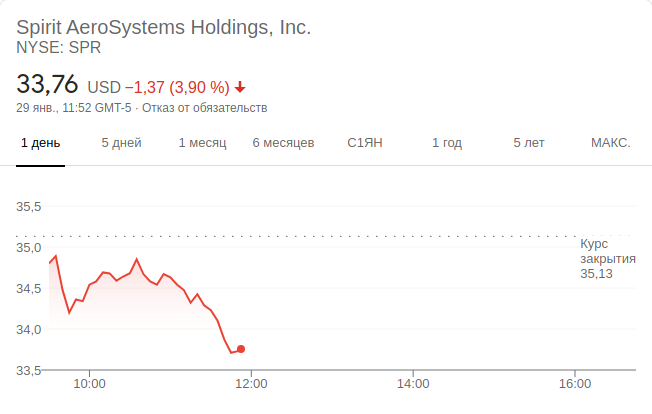 Spirit AeroSystems Holdings, Inc.
NYSE: SPR
33,76 USD −1,37 (3,90 %)
29 янв., 11:52 GMT-5 · Отказ от обязательств
1 день 5 дней 1 месяц 6 месяцев С1ЯН 1 год 5 лет МАКС.
35,5
35,0
34,5
34,0
33,5
Курс
закрытия
35,13
10:00 12:00 14:00 16:00